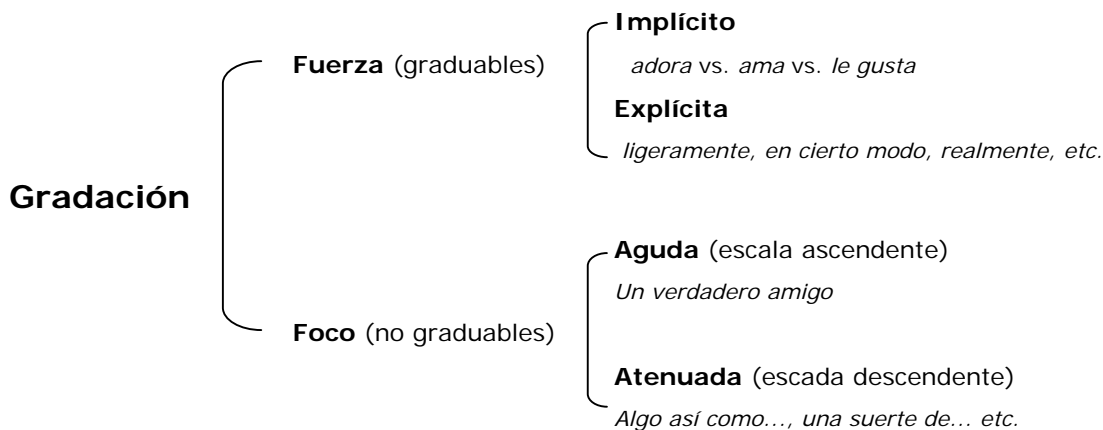 Gradación
Fuerza (graduables)
Implícito
adora vs. ama vs. le gusta
Explícita
ligeramente, en cierto modo, realmente, etc.
Foco (no graduables)
Aguda (escala ascendente)
Un verdadero amigo
Atenuada (escada descendente)
Algo así como..., una suerte de... etc.